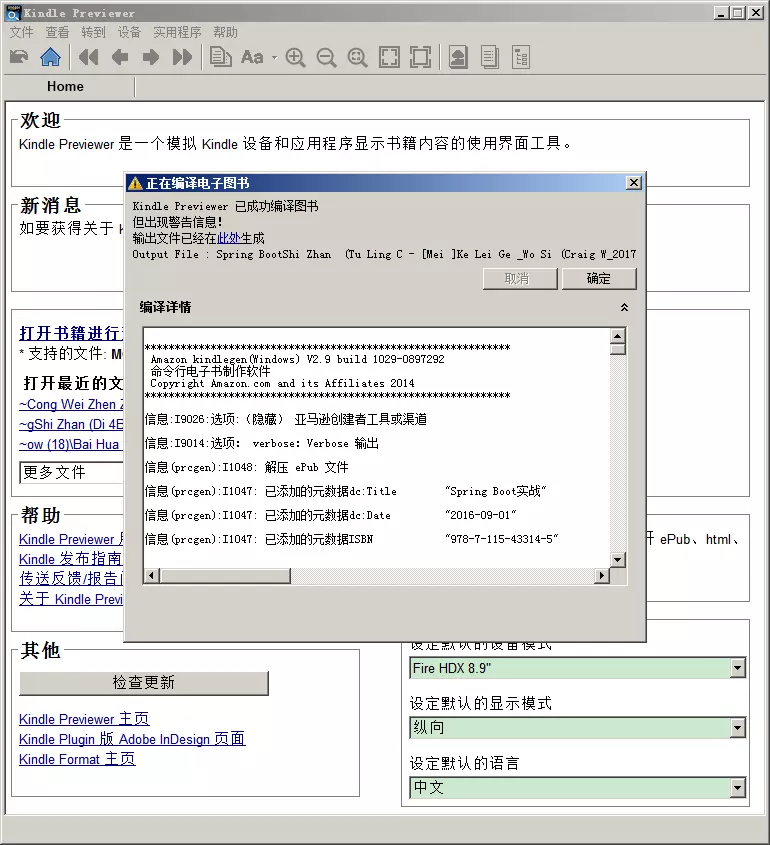 Kindle Previewer
文件 查看 转到 设备 实用程序 帮助
Aa
Home
欢迎
Kindle Previewer 是一个模拟 Kindle 设备和应用程序显示书籍内容的使用界面工具。
新消息
如要获得关于
正在编译电子图书
Kindle Previewer 已成功编译图书
但出现警告信息!
输出文件已经在此处生成
Output File : Spring BootShi Zhan (Tu Ling C - [Mei ]Ke Lei Ge _Wo Si (Craig W_2017
取消 确定
编译详情
*************************************************************
Amazon kindlegen(Windows) V2.9 build 1029-0897292
命令行电子书制作软件
Copyright Amazon.com and its Affiliates 2014
*************************************************************
信息:I9026:选项:（隐藏） 亚马逊创建者工具或渠道
信息:I9014:选项: verbose: Verbose 输出
信息(prcgen):I1048: 解压 ePub 文件
信息(prcgen):I1047: 已添加的元数据dc:Title "Spring Boot实战"
信息(prcgen):I1047: 已添加的元数据dc:Date "2016-09-01"
信息(prcgen):I1047: 已添加的元数据ISBN "978-7-115-43314-5"
打开书籍进行
* 支持的文件:
打开最近的文
~Cong Wei Zhen
~gShi Zhan (Di 4E
~ow (18)\Bai Hua
更多文件
帮助
Kindle Previewer
开 ePub、html、
Kindle 发布指南
传送反馈/报告
关于 Kindle Previ
其他
检查更新
Kindle Previewer 主页
Kindle Plugin 版 Adobe InDesign 页面
Kindle Format 主页
设定默认的设备模式
Fire HDX 8.9"
设定默认的显示模式
纵向
设定默认的语言
中文